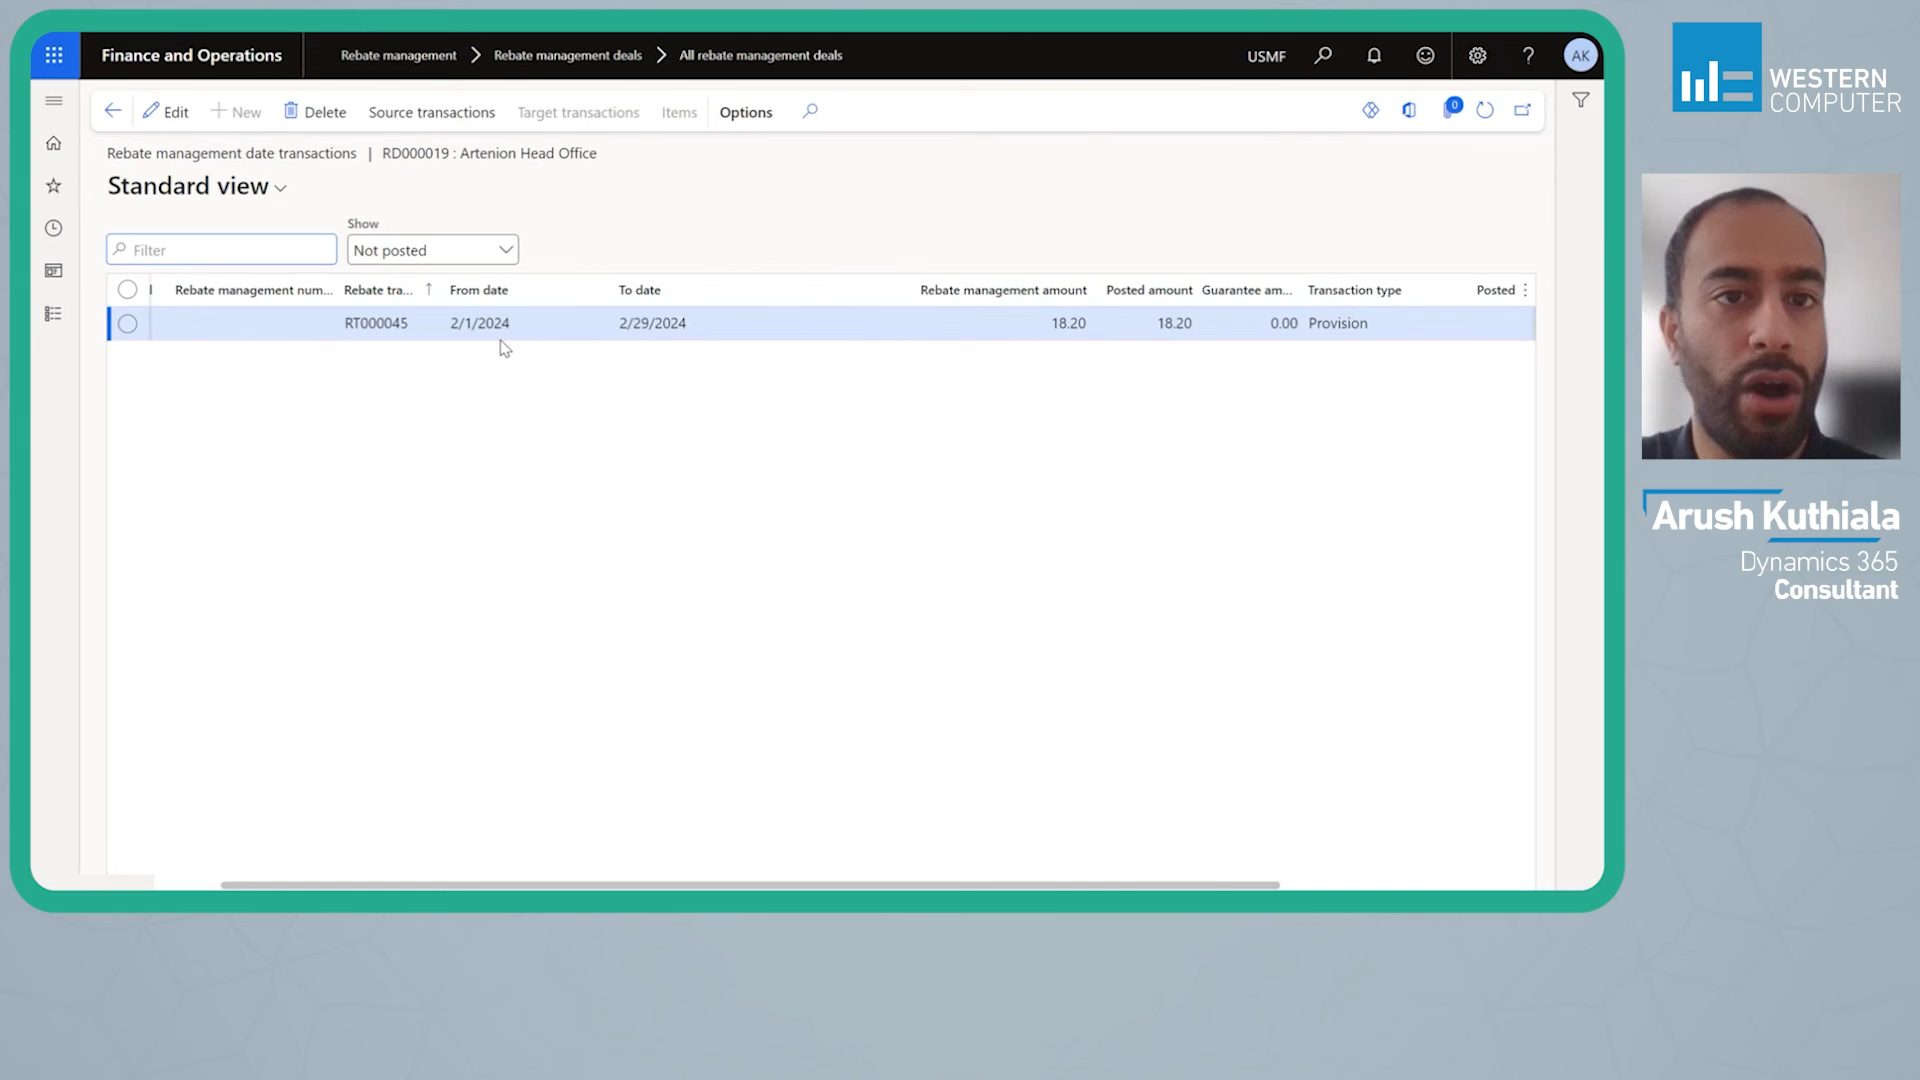 Finance and Operations
Rebate management
Rebate management deals
All rebate management deals
USMF
AK
Edit
New
Delete
Source transactions
Target transactions
Items
Options
0
Rebate management date transactions | RD000019 : Artenion Head Office
Standard view
Show
Filter
Not posted
Rebate management num... Rebate tra... From date To date Rebate management amount Posted amount Guarantee am... Transaction type Posted
RT000045 2/1/2024 2/29/2024 18.20 18.20 0.00 Provision
WESTERN
COMPUTER
Arush Kuthiala
Dynamics 365
Consultant